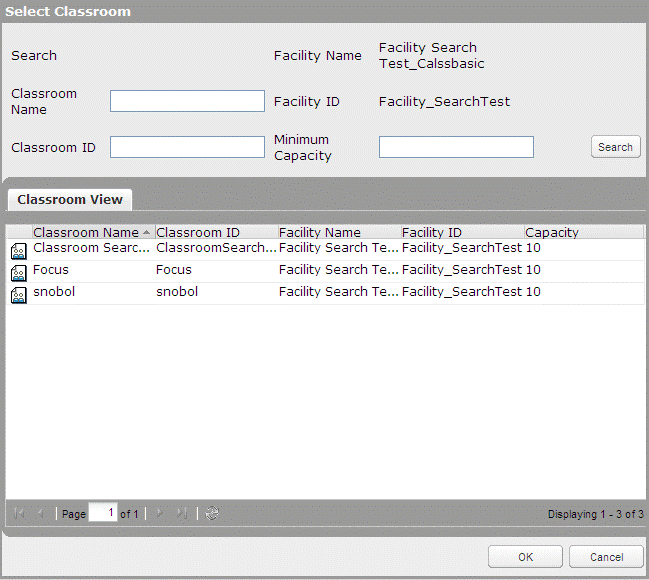 Select Classroom
Search Facility Name Facility Search
Test_Calssbasic
Classroom
Name Facility ID Facility_SearchTest
Classroom ID Minimum
Capacity Search
Classroom View
Classroom Name Classroom ID Facility Name Facility ID Capacity
Classroom Searc... ClassroomSearch... Facility Search Te... Facility_SearchTest 10
Focus Focus Facility Search Te... Facility_SearchTest 10
snobol snobol Facility Search Te... Facility_SearchTest 10
Page 1 of 1 Displaying 1 - 3 of 3
OK Cancel